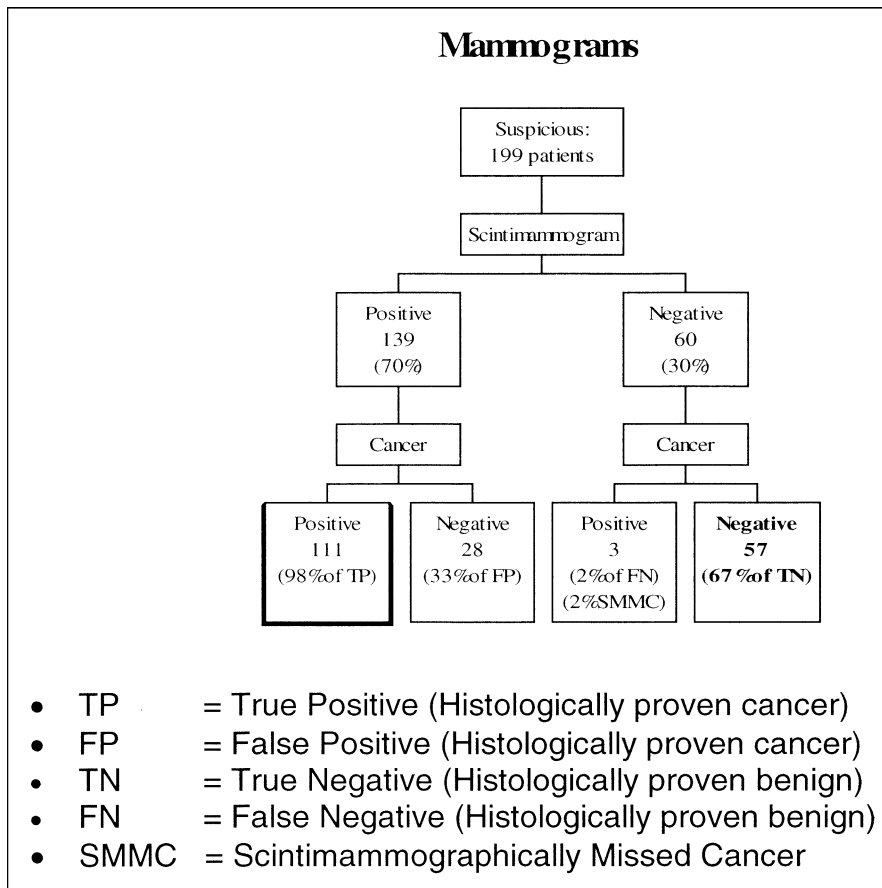 Mammograms
Suspicious:
199 patients
Scintimammogram
Positive
139
(70%)
Negative
60
(30%)
Cancer
Cancer
Positive
111
(98%of TP)
Negative
28
(33%of FP)
Positive
3
(2%of FN)
(2%SMMC)
Negative
57
(67%of TN)
• TP = True Positive (Histologically proven cancer)
• FP = False Positive (Histologically proven cancer)
• TN = True Negative (Histologically proven benign)
• FN = False Negative (Histologically proven benign)
• SMMC = Scintimammographically Missed Cancer